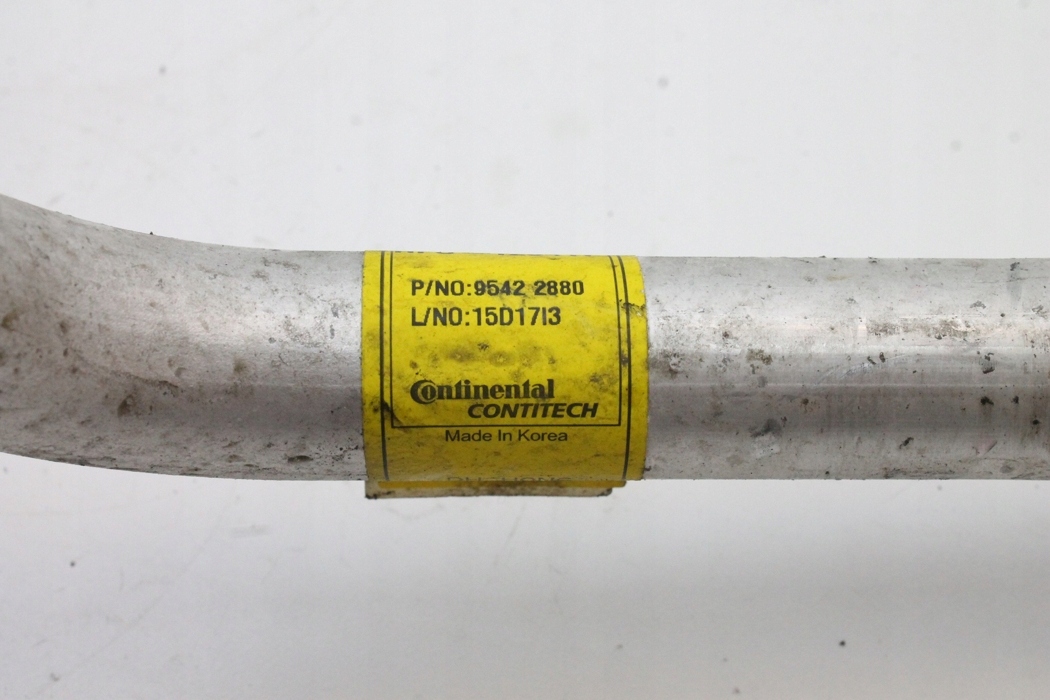 P/NO:9542 2880
L/NO:15D17I3
Continental
CONTITECH
Made In Korea